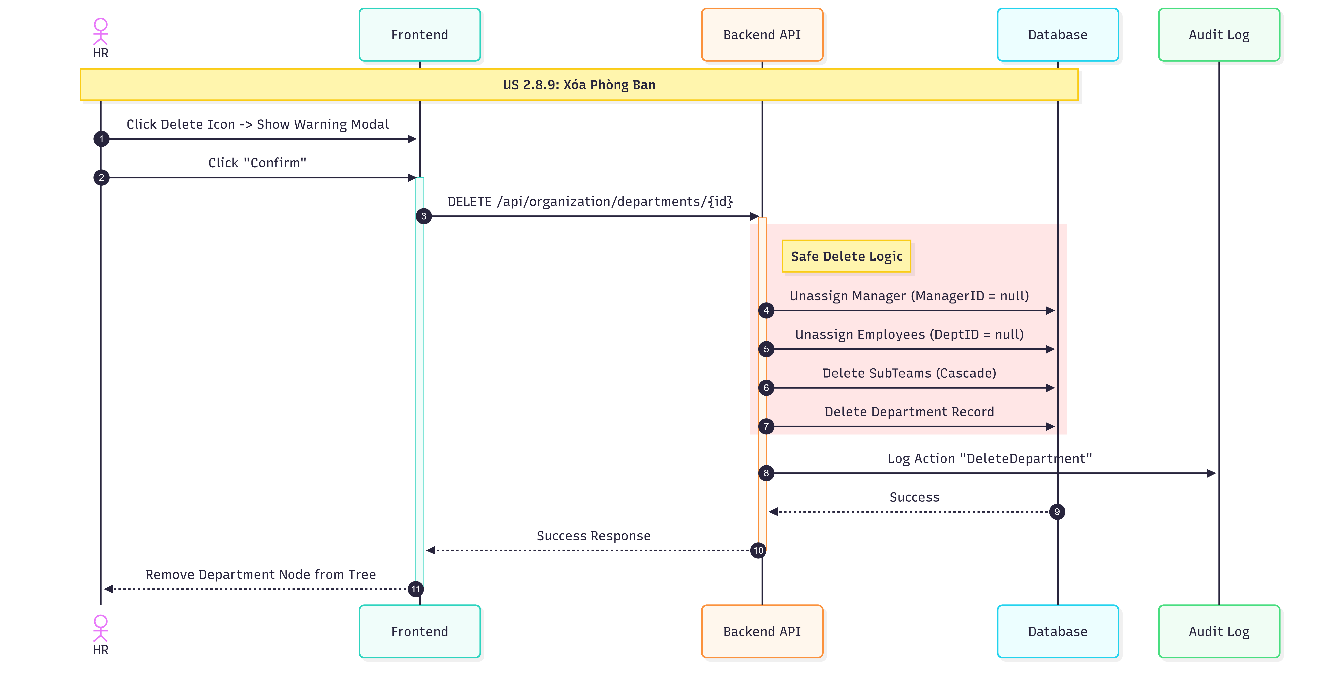 HR
Frontend
Backend API
Database
Audit Log
US 2.8.9: Xóa Phòng Ban
Click Delete Icon -> Show Warning Modal
1
Click "Confirm"
2
DELETE /api/organization/departments/{id}
3
Safe Delete Logic
Unassign Manager (ManagerID = null)
4
Unassign Employees (DeptID = null)
5
Delete SubTeams (Cascade)
6
Delete Department Record
7
Log Action "DeleteDepartment"
8
Success
9
Success Response
10
Remove Department Node from Tree
11
HR
Frontend
Backend API
Database
Audit Log